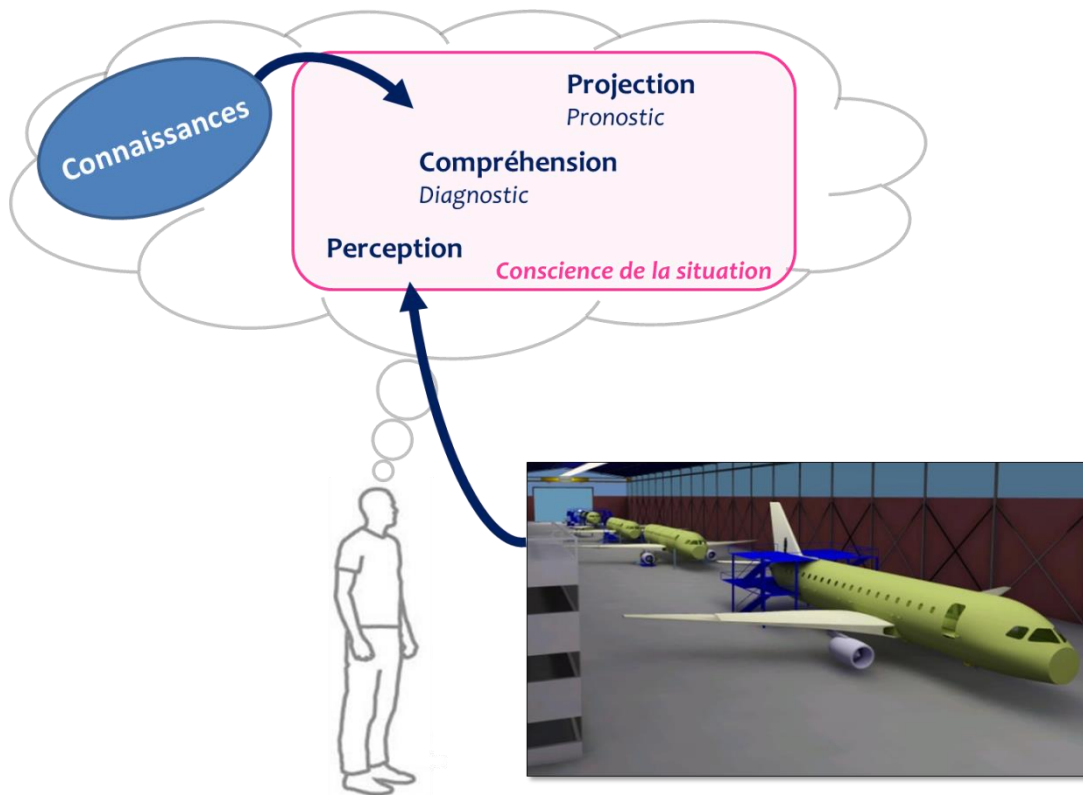 Connaissances
Projection
Pronostic
Compréhension
Diagnostic
Perception
Conscience de la situation